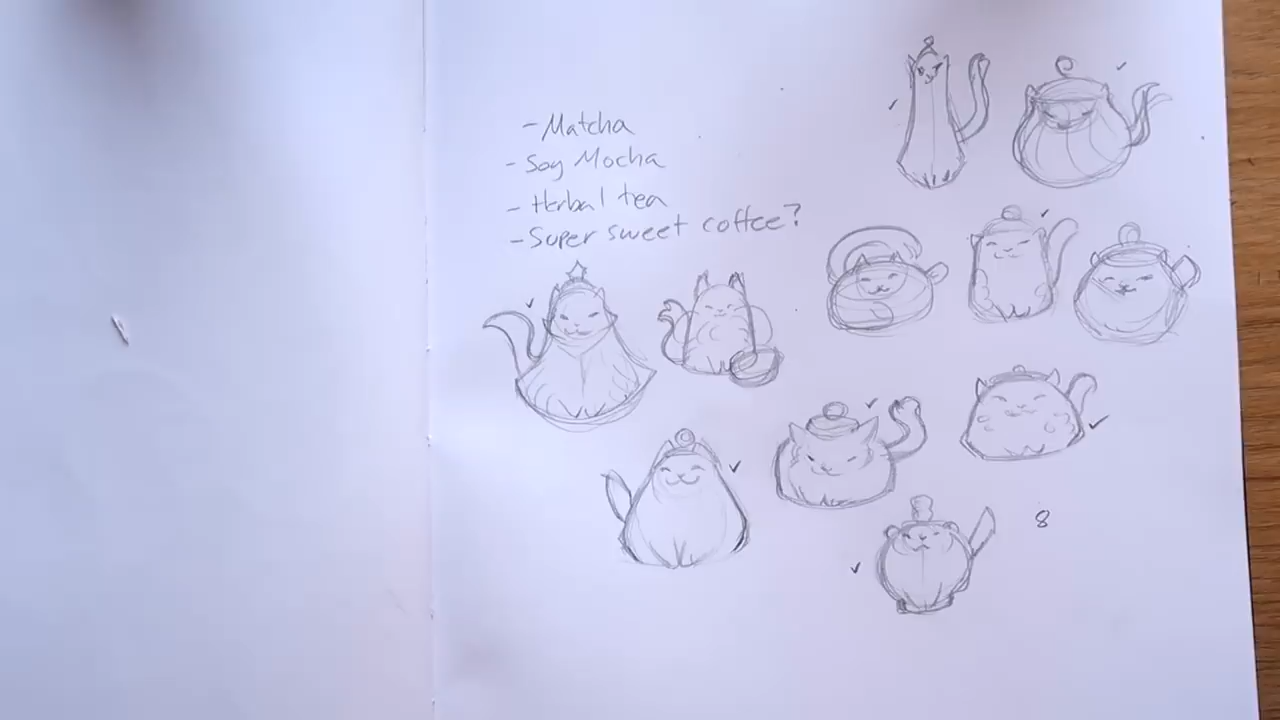 - Matcha
- Soy Mocha
- Herbal tea
- Super sweet coffee?
8